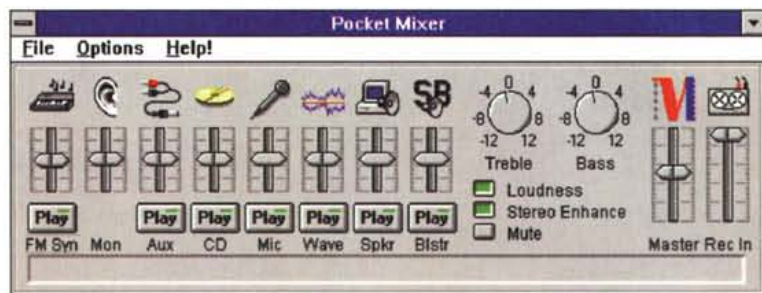 Pocket Mixer
File Options Help!
SB
0 0
-4 4 -4 4
-8 8 -8 8
-12 12 -12 12
Treble Bass
Loudness
Stereo Enhance
Mute
Play Play Play Play Play Play Play
FM Syn Mon Aux CD Mic Wave Spkr Blstr Master Rec In